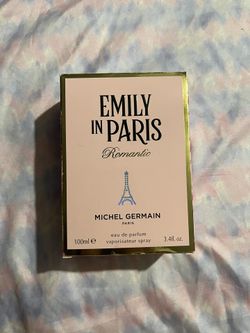 EMILY
IN PARIS
Romantic
MICHEL GERMAIN
PARIS
eau de parfum
100ml ℮ vaporisateur spray 3.4fl.oz.